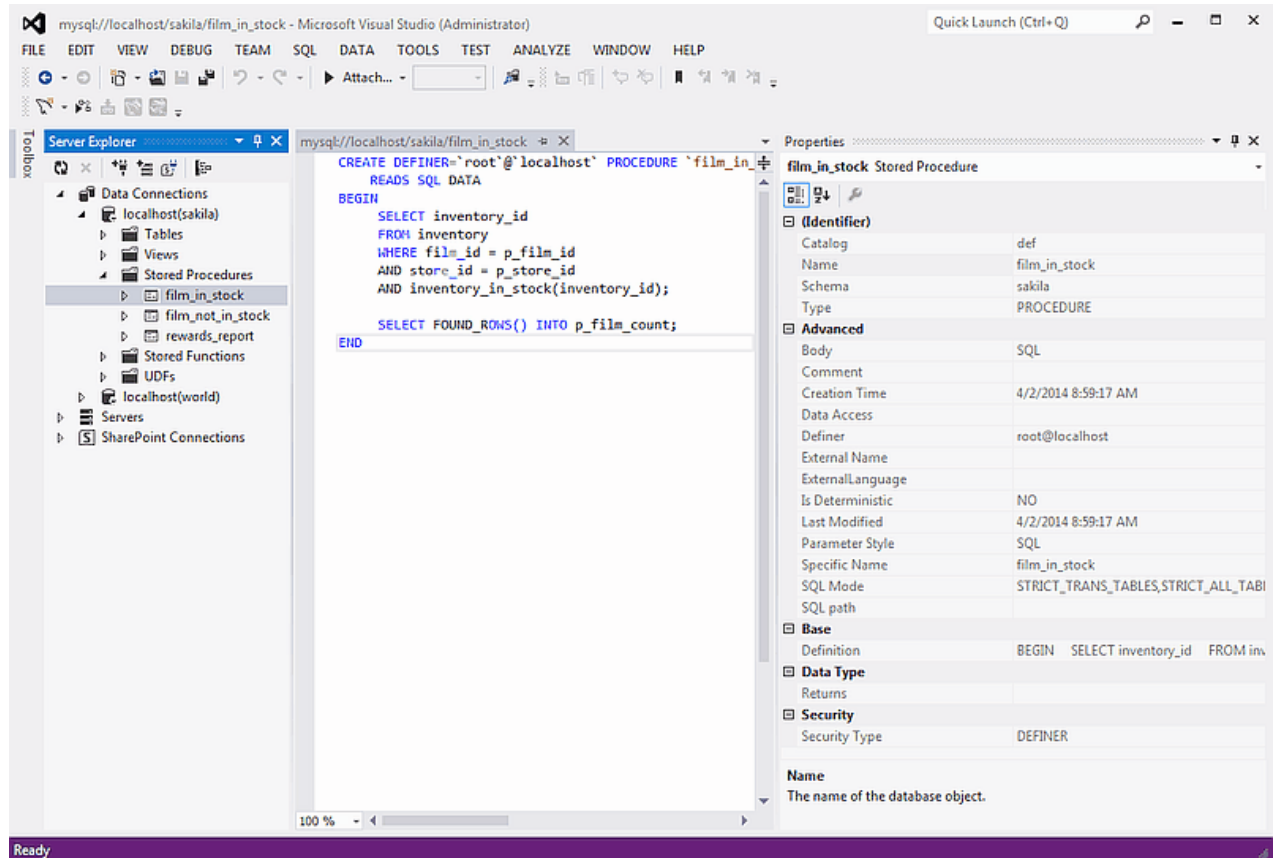 mysql://localhost/sakila/film_in_stock - Microsoft Visual Studio (Administrator)
Quick Launch (Ctrl+Q)
FILE EDIT VIEW DEBUG TEAM SQL DATA TOOLS TEST ANALYZE WINDOW HELP
Attach...
Toolbox
Server Explorer
Data Connections
localhost(sakila)
Tables
Views
Stored Procedures
film_in_stock
film_not_in_stock
rewards_report
Stored Functions
UDFs
localhost(world)
Servers
SharePoint Connections
mysql://localhost/sakila/film_in_stock
CREATE DEFINER=`root`@`localhost` PROCEDURE `film_in_
READS SQL DATA
BEGIN
SELECT inventory_id
FROM inventory
WHERE film_id = p_film_id
AND store_id = p_store_id
AND inventory_in_stock(inventory_id);
SELECT FOUND_ROWS() INTO p_film_count;
END
100 %
Properties
film_in_stock Stored Procedure
(Identifier)
Catalog def
Name film_in_stock
Schema sakila
Type PROCEDURE
Advanced
Body SQL
Comment
Creation Time 4/2/2014 8:59:17 AM
Data Access
Definer root@localhost
External Name
ExternalLanguage
Is Deterministic NO
Last Modified 4/2/2014 8:59:17 AM
Parameter Style SQL
Specific Name film_in_stock
SQL Mode STRICT_TRANS_TABLES,STRICT_ALL_TABI
SQL path
Base
Definition BEGIN SELECT inventory_id FROM inv
Data Type
Returns
Security
Security Type DEFINER
Name
The name of the database object.
Ready